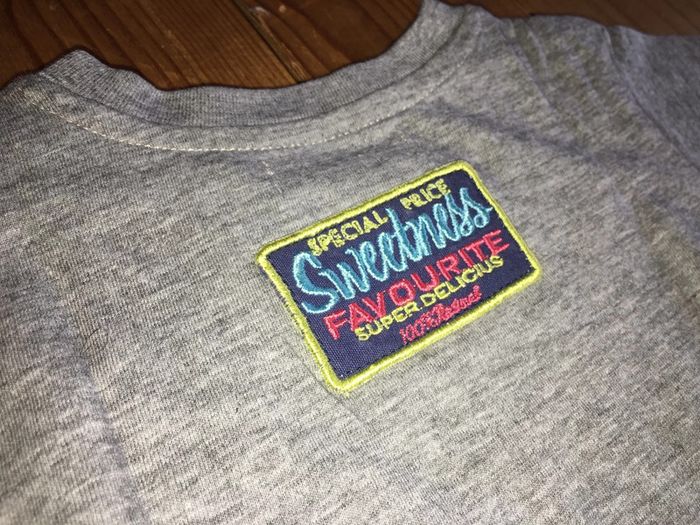 SPECIAL PRICE
Sweetness
FAVOURITE
SUPER DELICIUS
100% Natural